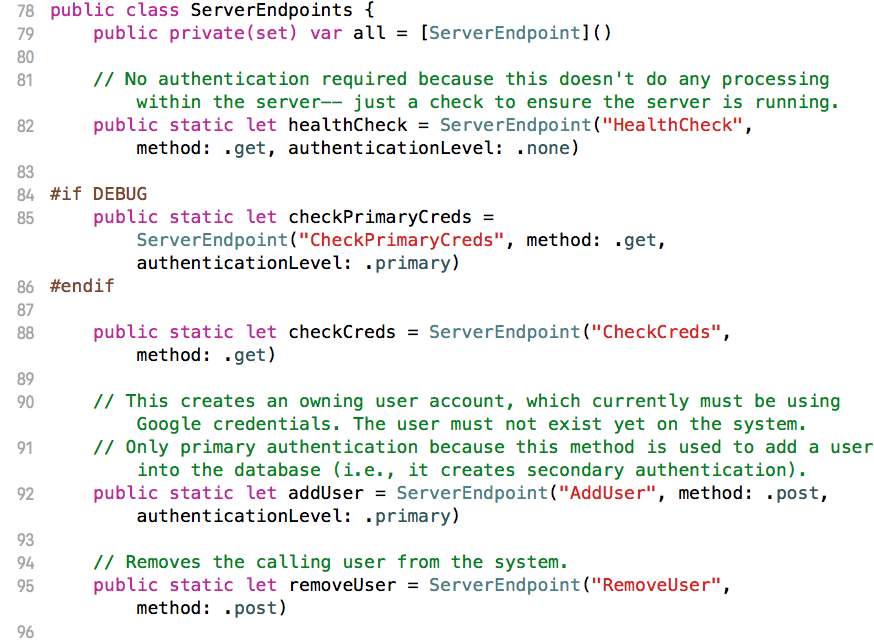 78 public class ServerEndpoints {
79     public private(set) var all = [ServerEndpoint]()
80
81     // No authentication required because this doesn't do any processing
            within the server-- just a check to ensure the server is running.
82     public static let healthCheck = ServerEndpoint("HealthCheck",
            method: .get, authenticationLevel: .none)
83
84 #if DEBUG
85     public static let checkPrimaryCreds =
            ServerEndpoint("CheckPrimaryCreds", method: .get,
            authenticationLevel: .primary)
86 #endif
87
88     public static let checkCreds = ServerEndpoint("CheckCreds",
            method: .get)
89
90     // This creates an owning user account, which currently must be using
            Google credentials. The user must not exist yet on the system.
91     // Only primary authentication because this method is used to add a user
            into the database (i.e., it creates secondary authentication).
92     public static let addUser = ServerEndpoint("AddUser", method: .post,
            authenticationLevel: .primary)
93
94     // Removes the calling user from the system.
95     public static let removeUser = ServerEndpoint("RemoveUser",
            method: .post)
96